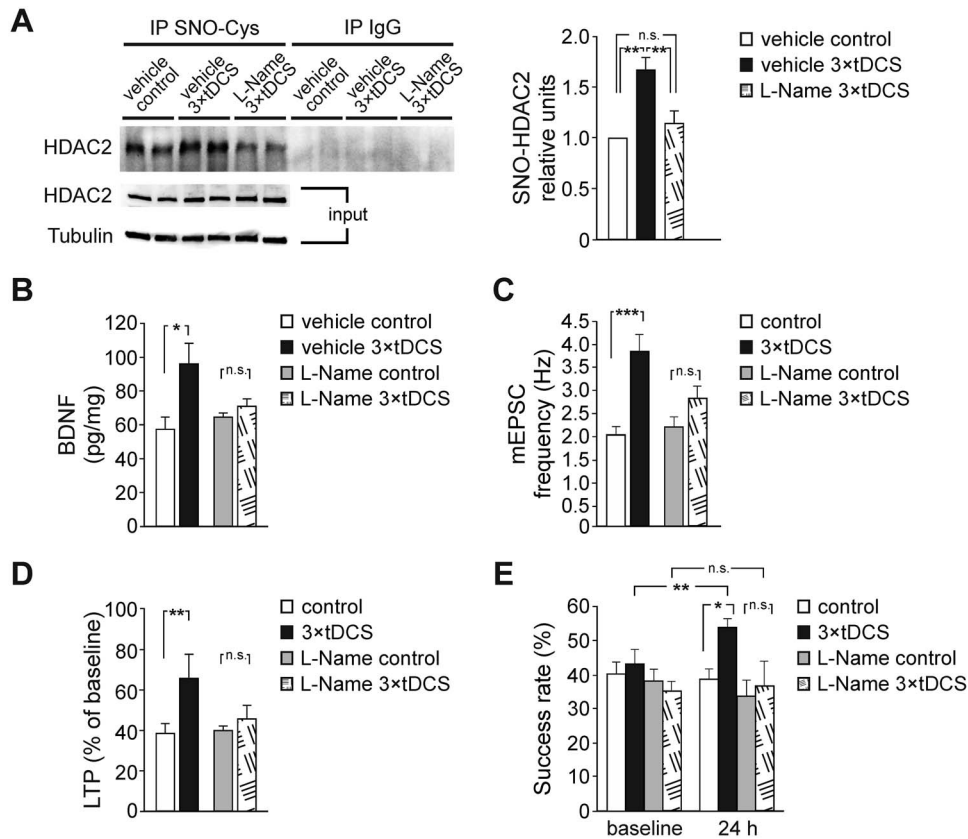 A
IP SNO-Cys
IP IgG
vehicle control
vehicle 3×tDCS
L-Name 3×tDCS
vehicle control
vehicle 3×tDCS
L-Name 3×tDCS
HDAC2
HDAC2
Tubulin
input
SNO-HDAC2
relative units
2.0
1.5
1.0
0.5
0
n.s.
** **
vehicle control
vehicle 3×tDCS
L-Name 3×tDCS
B
BDNF
(pg/mg)
120
100
80
60
40
20
0
*
n.s.
vehicle control
vehicle 3×tDCS
L-Name control
L-Name 3×tDCS
C
mEPSC
frequency (Hz)
4.5
4.0
3.5
3.0
2.5
2.0
1.5
1.0
0.5
0
***
n.s.
control
3×tDCS
L-Name control
L-Name 3×tDCS
D
LTP (% of baseline)
100
80
60
40
20
0
**
n.s.
control
3×tDCS
L-Name control
L-Name 3×tDCS
E
Success rate (%)
60
50
40
30
20
10
0
n.s.
**
*
n.s.
baseline
24 h
control
3×tDCS
L-Name control
L-Name 3×tDCS